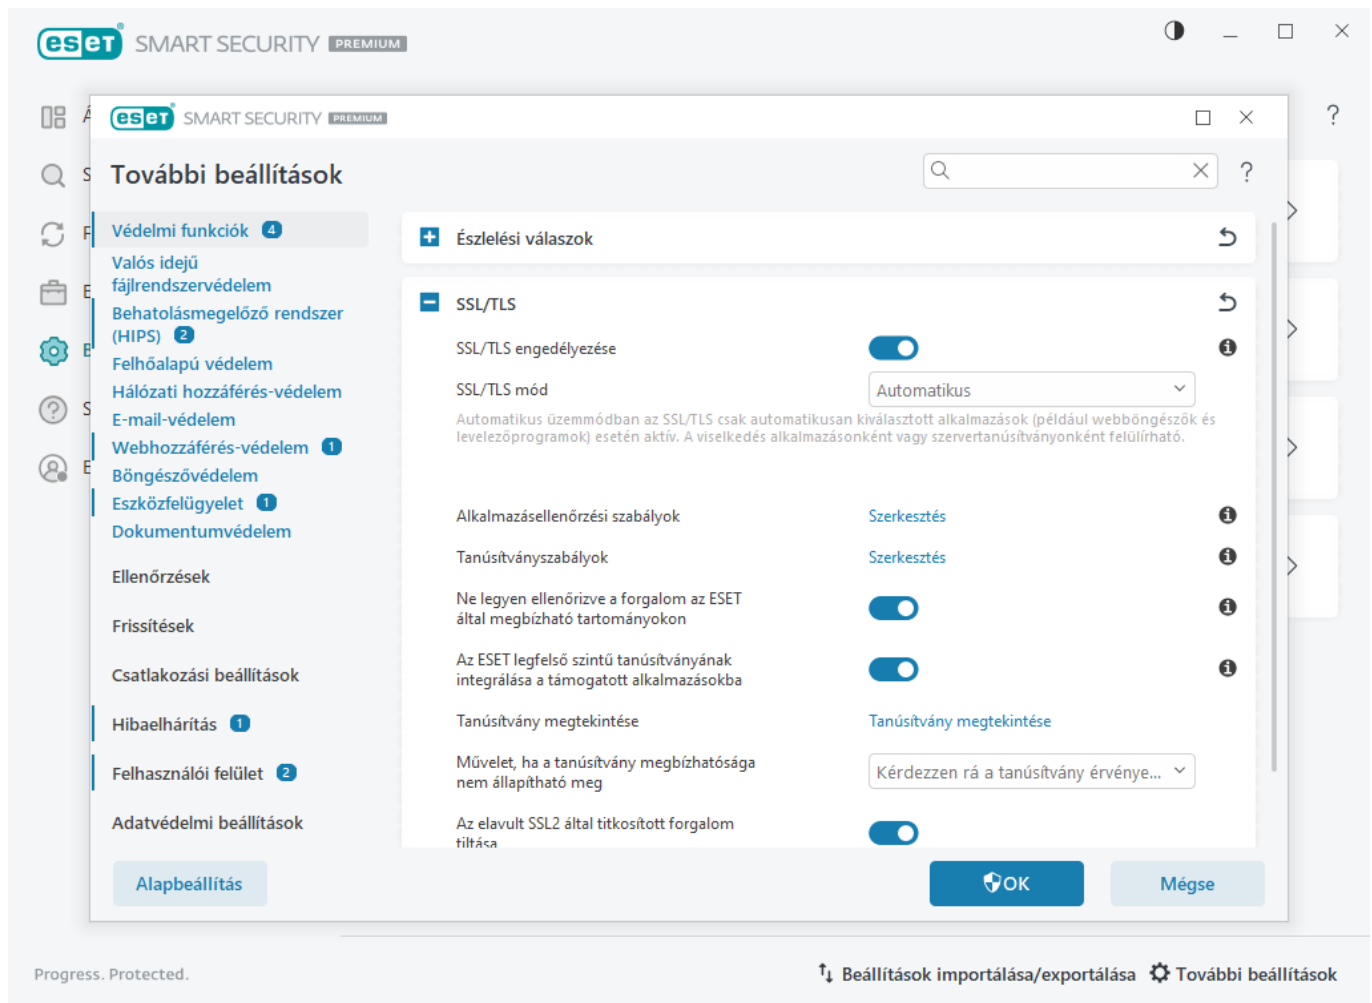 eset SMART SECURITY PREMIUM
eset SMART SECURITY PREMIUM
További beállítások
Védelmi funkciók 4
Valós idejű
fájlrendszervédelem
Behatolásmegelőző rendszer
(HIPS) 2
Felhőalapú védelem
Hálózati hozzáférés-védelem
E-mail-védelem
Webhozzáférés-védelem 1
Böngészővédelem
Eszközfelügyelet 1
Dokumentumvédelem
Ellenőrzések
Frissítések
Csatlakozási beállítások
Hibaelhárítás 1
Felhasználói felület 2
Adatvédelmi beállítások
Észlelési válaszok
SSL/TLS
SSL/TLS engedélyezése
SSL/TLS mód
Automatikus
Automatikus üzemmódban az SSL/TLS csak automatikusan kiválasztott alkalmazások (például webböngészők és
levelezőprogramok) esetén aktív. A viselkedés alkalmazásonként vagy szervertanúsítványonként felülírható.
Alkalmazásellenőrzési szabályok
Szerkesztés
Tanúsítványszabályok
Szerkesztés
Ne legyen ellenőrizve a forgalom az ESET
által megbízható tartományokon
Az ESET legfelső szintű tanúsítványának
integrálása a támogatott alkalmazásokba
Tanúsítvány megtekintése
Tanúsítvány megtekintése
Művelet, ha a tanúsítvány megbízhatósága
nem állapítható meg
Kérdezzen rá a tanúsítvány érvénye...
Az elavult SSL2 által titkosított forgalom
tiltása
Alapbeállítás
OK
Mégse
Progress. Protected.
Beállítások importálása/exportálása
További beállítások